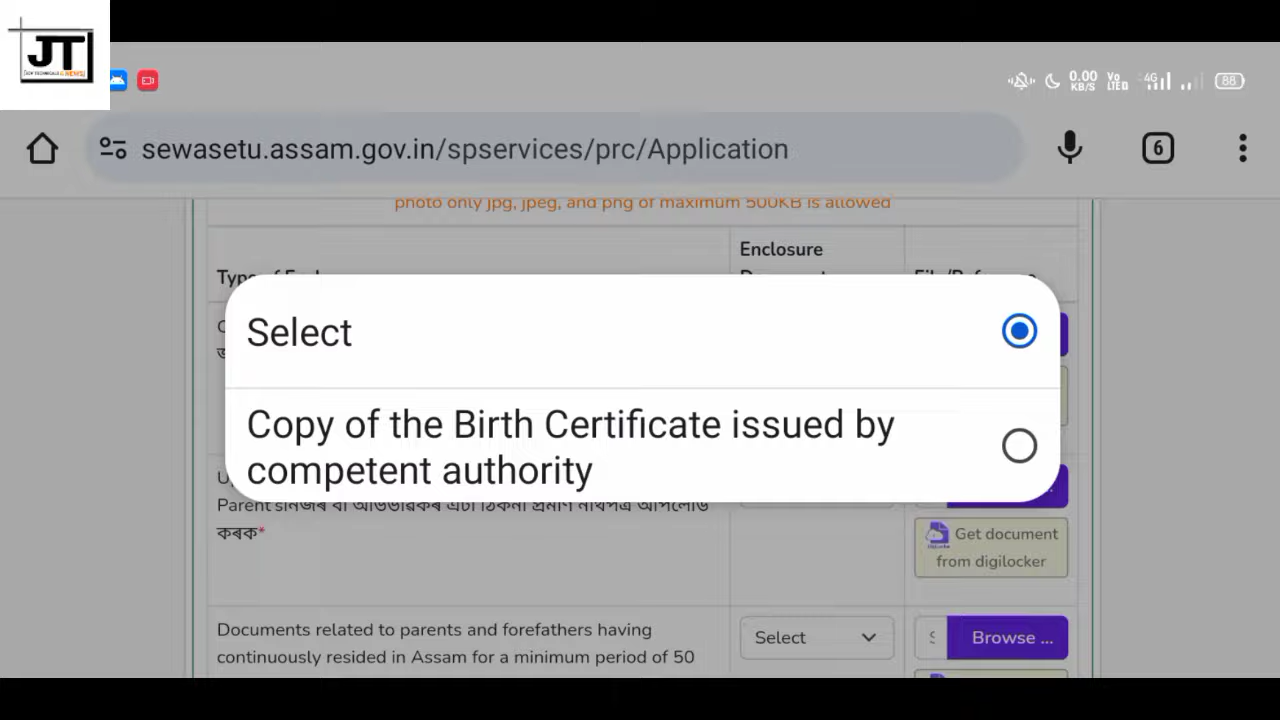 JT
0.00
KB/S
Vo
LTE
4G
88
sewasetu.assam.gov.in/spservices/prc/Application
6
photo only jpg, jpeg, and png of maximum 500KB is allowed
Enclosure
Select
Copy of the Birth Certificate issued by
competent authority
কৰক*
Get document
from digilocker
Documents related to parents and forefathers having
continuously resided in Assam for a minimum period of 50
Select
Browse ...